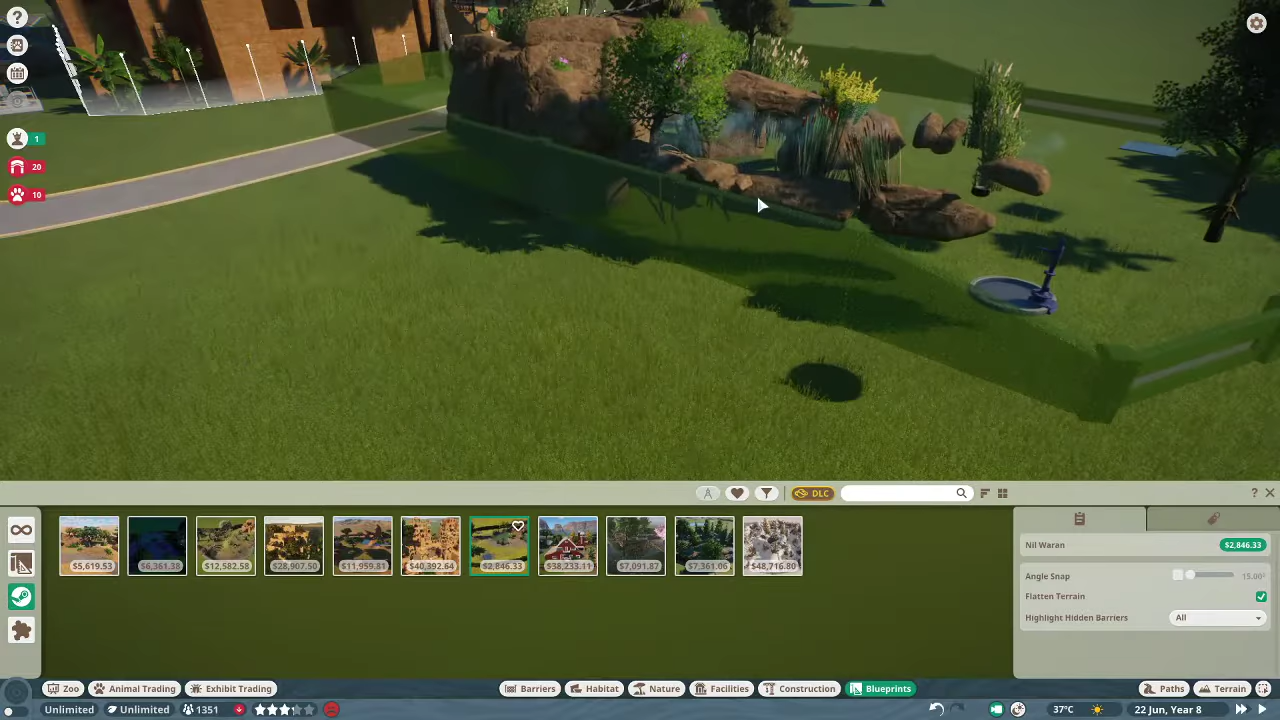 ?
1
20
10
DLC
? ×
$5,619.53 $6,361.38 $12,582.58 $28,907.50 $11,959.81 $40,392.64 $2,846.33 $38,233.11 $7,091.87 $7,361.06 $48,716.80
Nil Waran $2,846.33
Angle Snap 15.00°
Flatten Terrain
Highlight Hidden Barriers All
Zoo Animal Trading Exhibit Trading Barriers Habitat Nature Facilities Construction Blueprints Paths Terrain
Unlimited Unlimited 1351 37°C 22 Jun, Year 8